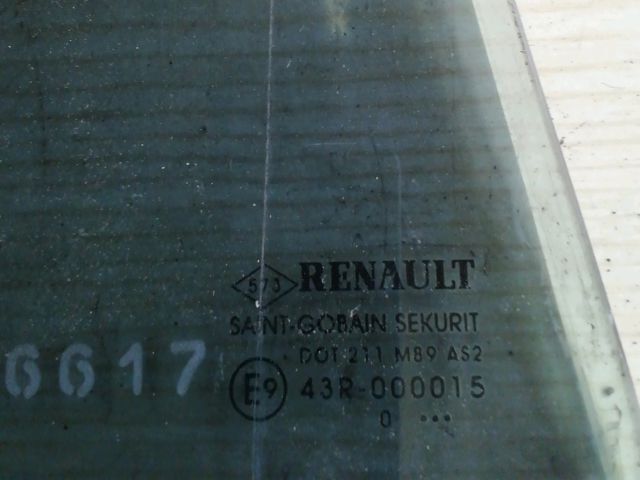 573 RENAULT
SAINT-GOBAIN SEKURIT
DOT 211 M89 AS2
6617
E9 43R-000015
0 •••